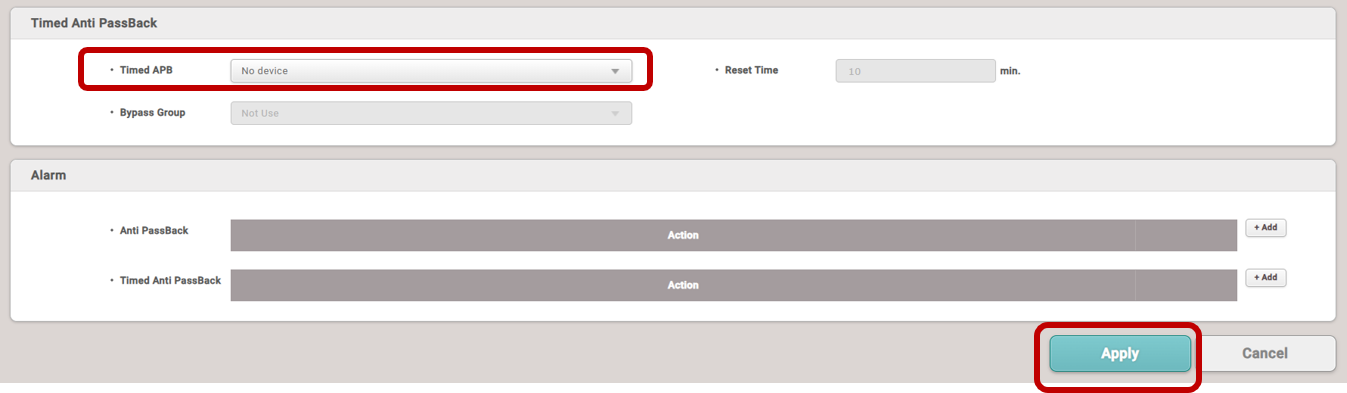 Timed Anti PassBack
• Timed APB No device • Reset Time 10 min.
• Bypass Group Not Use
Alarm
• Anti PassBack Action + Add
• Timed Anti PassBack Action + Add
Apply Cancel